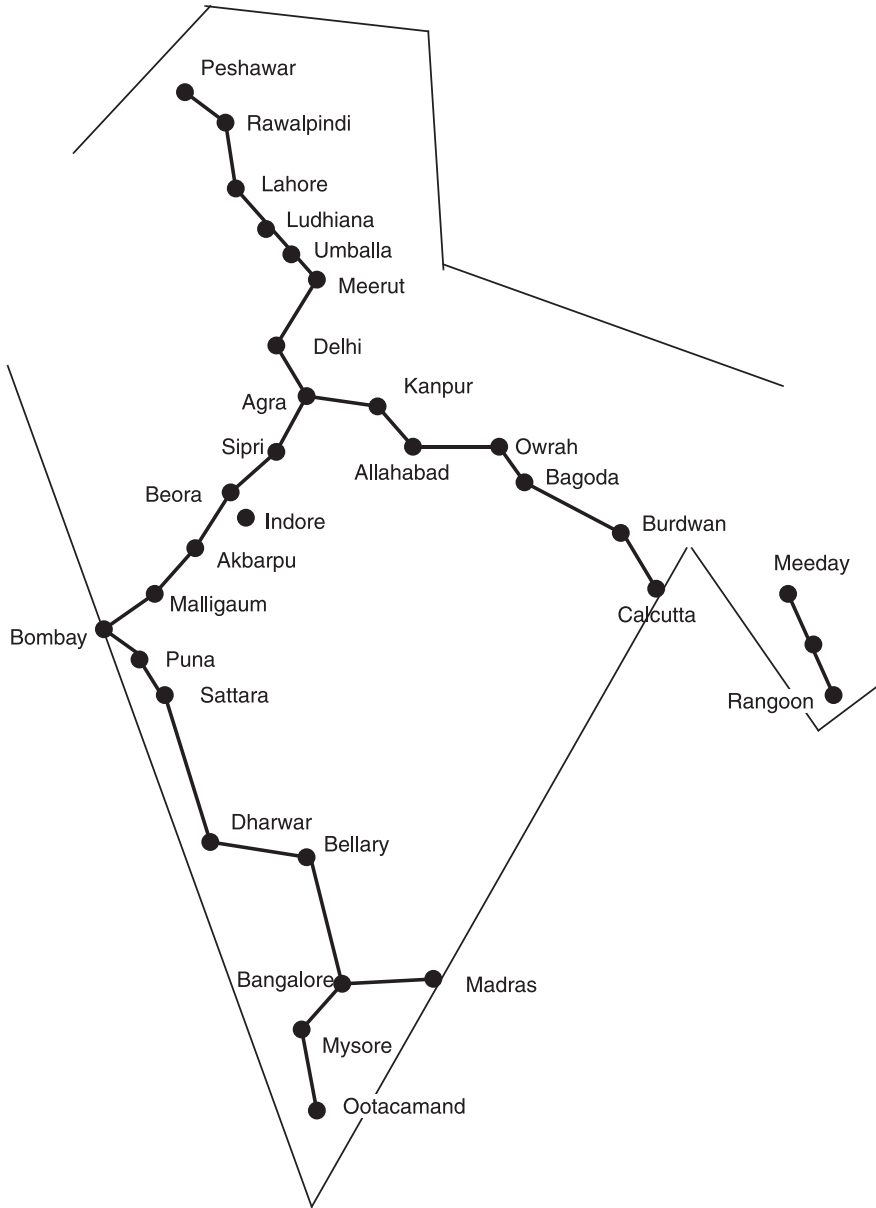 Peshawar
Rawalpindi
Lahore
Ludhiana
Umballa
Meerut
Delhi
Kanpur
Agra
Sipri
Owrah
Allahabad
Bagoda
Beora
Indore
Burdwan
Akbarpu
Meeday
Malligaum
Calcutta
Bombay
Puna
Sattara
Rangoon
Dharwar
Bellary
Bangalore
Madras
Mysore
Ootacamand